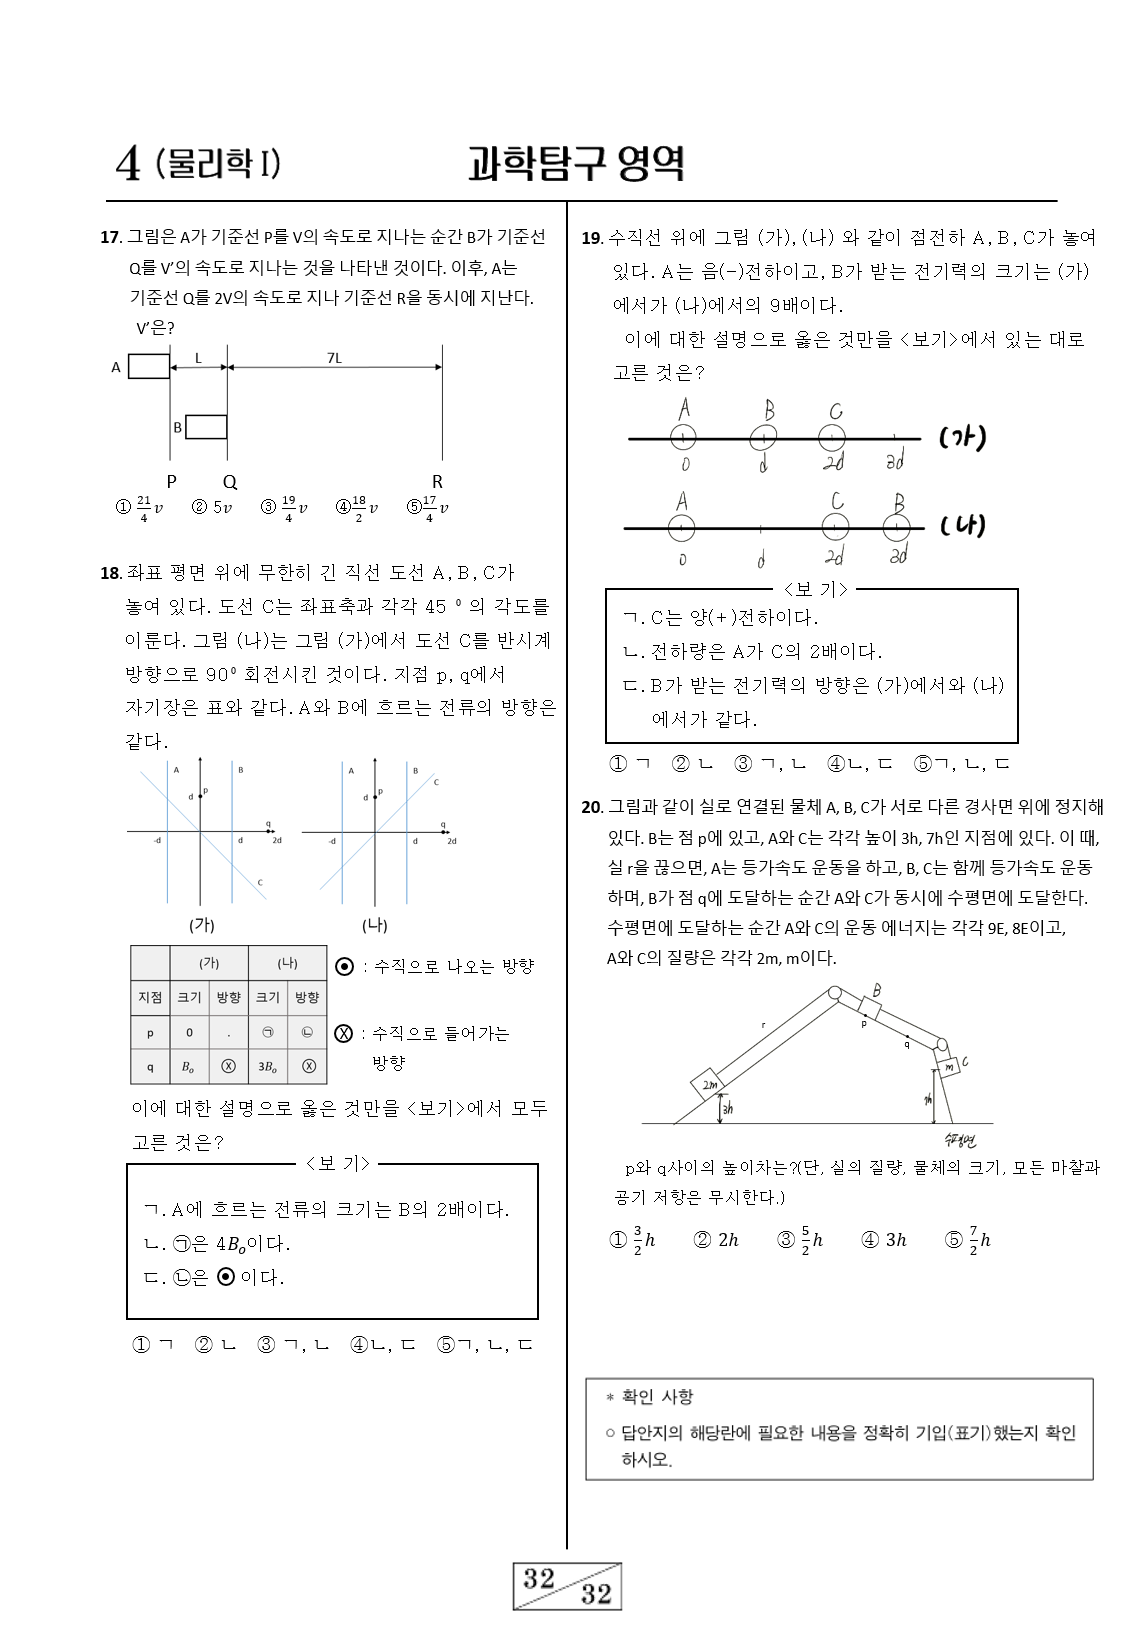 4 (물리학 I)
과학탐구 영역
17. 그림은 A가 기준선 P를 V의 속도로 지나는 순간 B가 기준선
Q를 V’의 속도로 지나는 것을 나타낸 것이다. 이후, A는
기준선 Q를 2V의 속도로 지나 기준선 R을 동시에 지난다.
V’은?
A
L
7L
B
P Q R
① 21/4 v ② 5v ③ 19/4 v ④ 18/2 v ⑤ 17/4 v
18. 좌표 평면 위에 무한히 긴 직선 도선 A, B, C가
놓여 있다. 도선 C는 좌표축과 각각 45 ⁰ 의 각도를
이룬다. 그림 (나)는 그림 (가)에서 도선 C를 반시계
방향으로 90⁰ 회전시킨 것이다. 지점 p, q에서
자기장은 표와 같다. A와 B에 흐르는 전류의 방향은
같다.
A B
d p
q
-d d 2d
C
(가)
A B
C
d p
q
-d d 2d
(나)
(가) (나)
지점 크기 방향 크기 방향
p 0 . ㉠ ㉡
q B₀ ⓧ 3B₀ ⓧ
⊙ : 수직으로 나오는 방향
ⓧ : 수직으로 들어가는
방향
이에 대한 설명으로 옳은 것만을 <보기>에서 모두
고른 것은?
<보 기>
ㄱ. A에 흐르는 전류의 크기는 B의 2배이다.
ㄴ. ㉠은 4B₀이다.
ㄷ. ㉡은 ⊙ 이다.
① ㄱ ② ㄴ ③ ㄱ, ㄴ ④ㄴ, ㄷ ⑤ㄱ, ㄴ, ㄷ
19. 수직선 위에 그림 (가), (나) 와 같이 점전하 A, B, C가 놓여
있다. A는 음(-)전하이고, B가 받는 전기력의 크기는 (가)
에서가 (나)에서의 9배이다.
이에 대한 설명으로 옳은 것만을 <보기>에서 있는 대로
고른 것은?
A B C
(가)
0 d 2d 3d
A C B
(나)
0 d 2d 3d
<보 기>
ㄱ. C는 양(+)전하이다.
ㄴ. 전하량은 A가 C의 2배이다.
ㄷ. B가 받는 전기력의 방향은 (가)에서와 (나)
에서가 같다.
① ㄱ ② ㄴ ③ ㄱ, ㄴ ④ㄴ, ㄷ ⑤ㄱ, ㄴ, ㄷ
20. 그림과 같이 실로 연결된 물체 A, B, C가 서로 다른 경사면 위에 정지해
있다. B는 점 p에 있고, A와 C는 각각 높이 3h, 7h인 지점에 있다. 이 때,
실 r을 끊으면, A는 등가속도 운동을 하고, B, C는 함께 등가속도 운동
하며, B가 점 q에 도달하는 순간 A와 C가 동시에 수평면에 도달한다.
수평면에 도달하는 순간 A와 C의 운동 에너지는 각각 9E, 8E이고,
A와 C의 질량은 각각 2m, m이다.
B
r
p
q
m C
2m
3h
7h
수평면
p와 q사이의 높이차는?(단, 실의 질량, 물체의 크기, 모든 마찰과
공기 저항은 무시한다.)
① 3/2 h ② 2h ③ 5/2 h ④ 3h ⑤ 7/2 h
* 확인 사항
○ 답안지의 해당란에 필요한 내용을 정확히 기입(표기)했는지 확인
하시오.
32
32